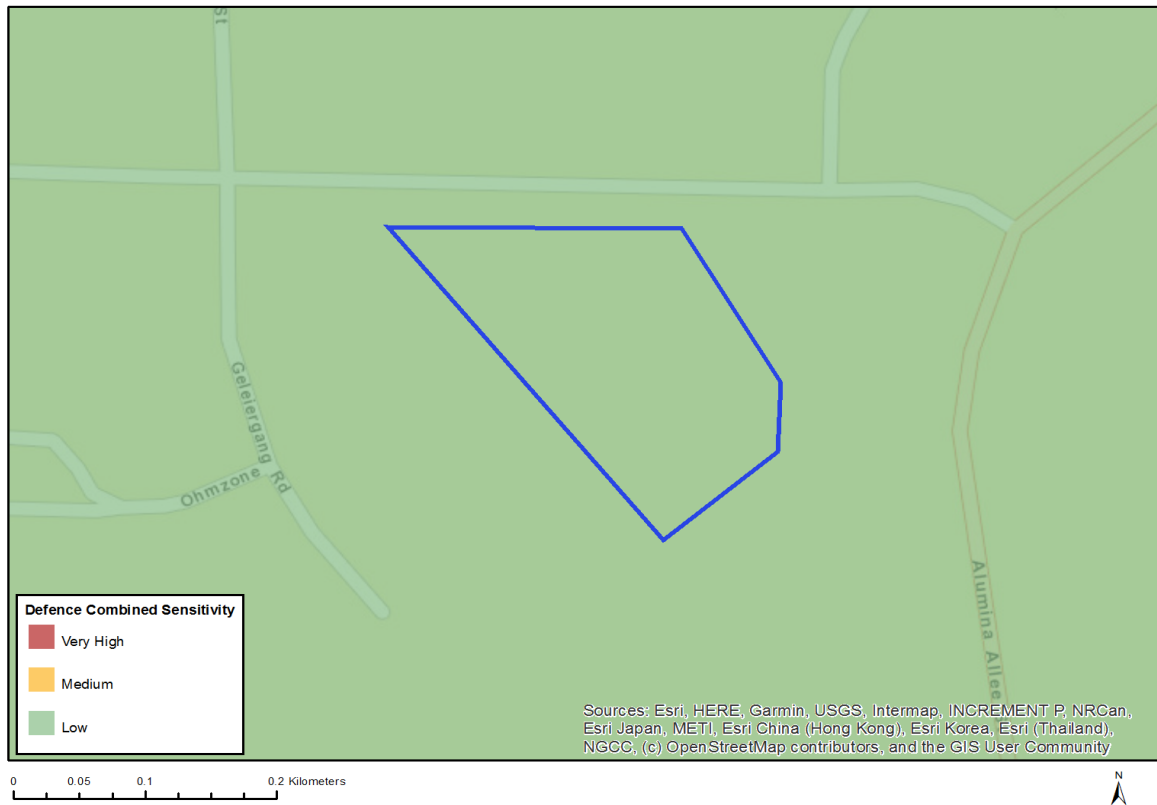 St
Geleiergang Rd
Ohmzone
Alumina Allee
Defence Combined Sensitivity
Very High
Medium
Low
Sources: Esri, HERE, Garmin, USGS, Intermap, INCREMENT P, NRCan,
Esri Japan, METI, Esri China (Hong Kong), Esri Korea, Esri (Thailand),
NGCC, (c) OpenStreetMap contributors, and the GIS User Community
0 0.05 0.1 0.2 Kilometers
N